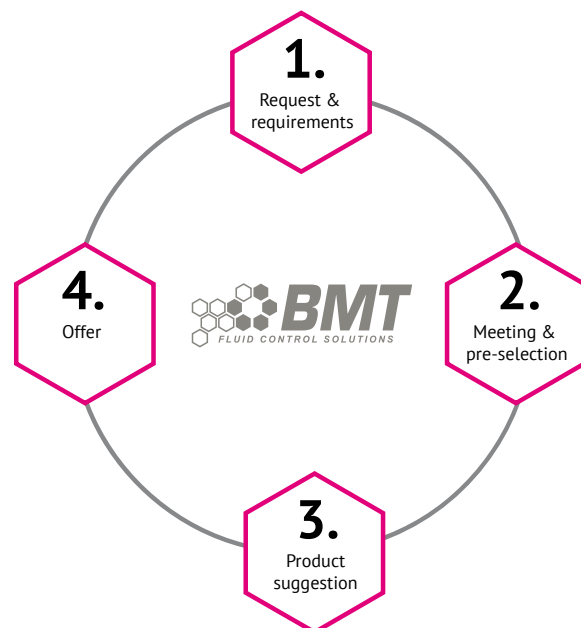 1.
Request &
requirements
2.
Meeting &
pre-selection
3.
Product
suggestion
4.
Offer
BMT
FLUID CONTROL SOLUTIONS